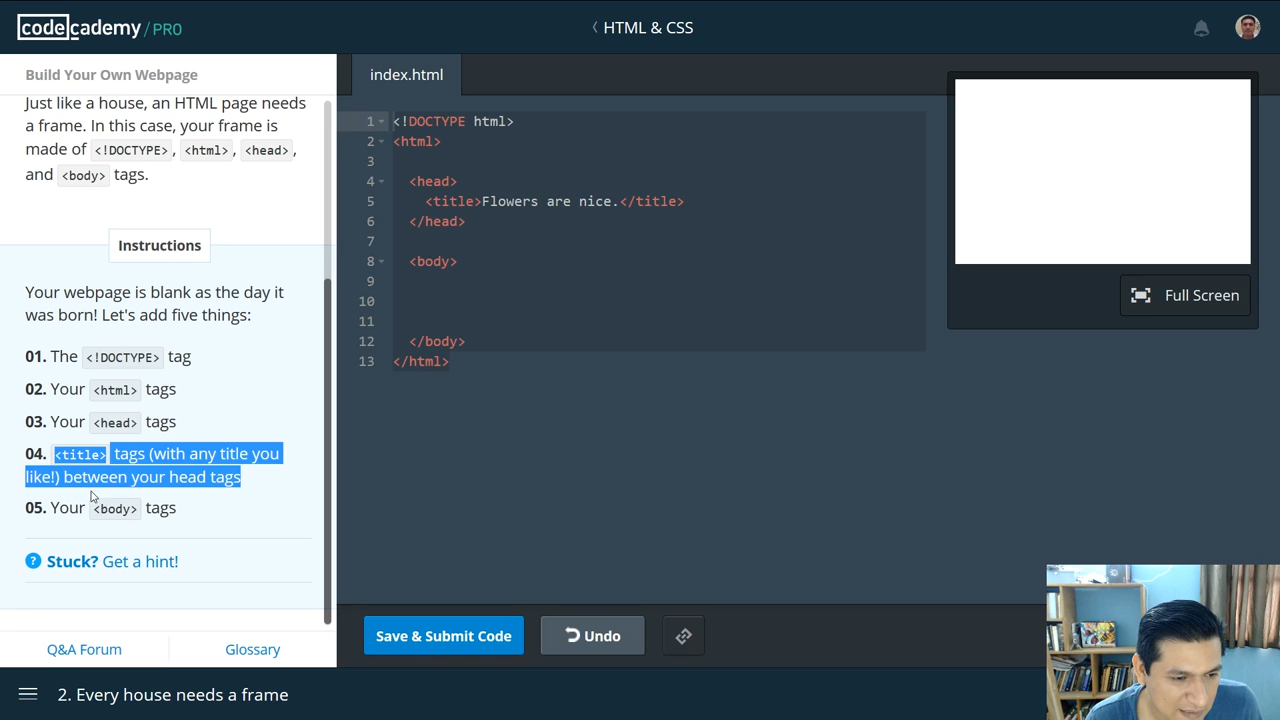 codecademy / PRO
HTML & CSS
Build Your Own Webpage
index.html
Just like a house, an HTML page needs
a frame. In this case, your frame is
made of <!DOCTYPE>, <html>, <head>,
and <body> tags.
Instructions
Your webpage is blank as the day it
was born! Let's add five things:
01. The <!DOCTYPE> tag
02. Your <html> tags
03. Your <head> tags
04. <title> tags (with any title you
like!) between your head tags
05. Your <body> tags
? Stuck? Get a hint!
Q&A Forum
Glossary
1 <!DOCTYPE html>
2 <html>
3
4 <head>
5 <title>Flowers are nice.</title>
6 </head>
7
8 <body>
9
10
11
12 </body>
13 </html>
Full Screen
Save & Submit Code
Undo
2. Every house needs a frame